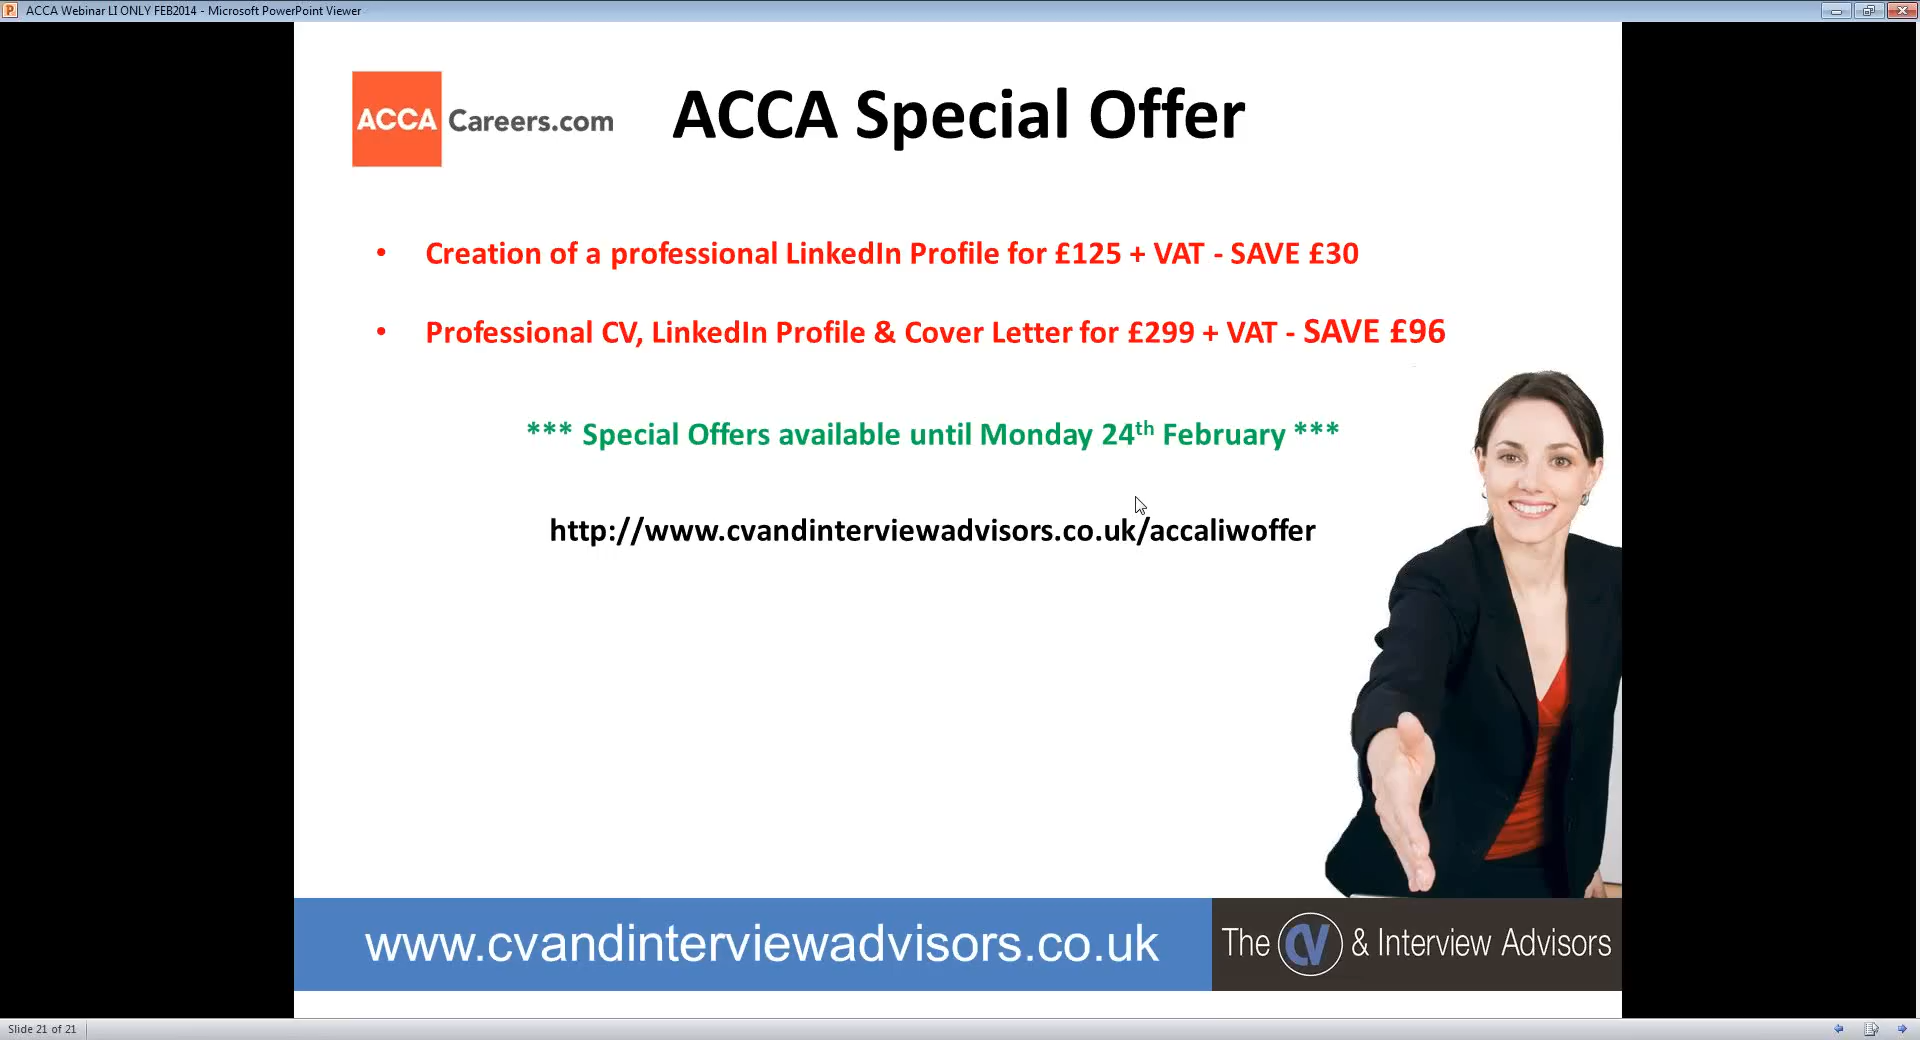 ACCA Webinar LI ONLY FEB2014 - Microsoft PowerPoint Viewer
ACCA Careers.com
ACCA Special Offer
• Creation of a professional LinkedIn Profile for £125 + VAT - SAVE £30
• Professional CV, LinkedIn Profile & Cover Letter for £299 + VAT - SAVE £96
*** Special Offers available until Monday 24th February ***
http://www.cvandinterviewadvisors.co.uk/accaliwoffer
www.cvandinterviewadvisors.co.uk
The CV & Interview Advisors
Slide 21 of 21